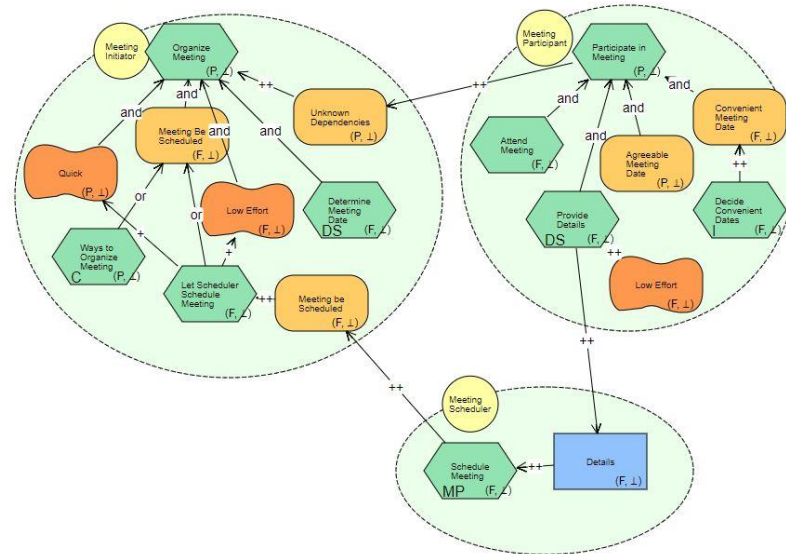 Meeting
Initiator
Organize
Meeting
(P, ⊥)
and
and
and
and
++
Meeting Be
Scheduled
(F, ⊥)
Unknown
Dependencies
(P, ⊥)
Quick
(P, ⊥)
or
or
+
+
Low Effort
(F, ⊥)
Determine
Meeting
Date
DS
(F, ⊥)
Ways to
Organize
Meeting
C
(P, ⊥)
Let Scheduler
Schedule
Meeting
(F, ⊥)
++
Meeting be
Scheduled
(F, ⊥)
++
Meeting
Participant
Participate in
Meeting
(P, ⊥)
and
and
and
and
Attend
Meeting
(F, ⊥)
Agreeable
Meeting
Date
(P, ⊥)
Convenient
Meeting
Date
(F, ⊥)
++
Provide
Details
DS
(F, ⊥)
Decide
Convenient
Dates
I
(F, ⊥)
++
Low Effort
(F, ⊥)
++
++
Meeting
Scheduler
Schedule
Meeting
MP
(F, ⊥)
++
Details
(F, ⊥)